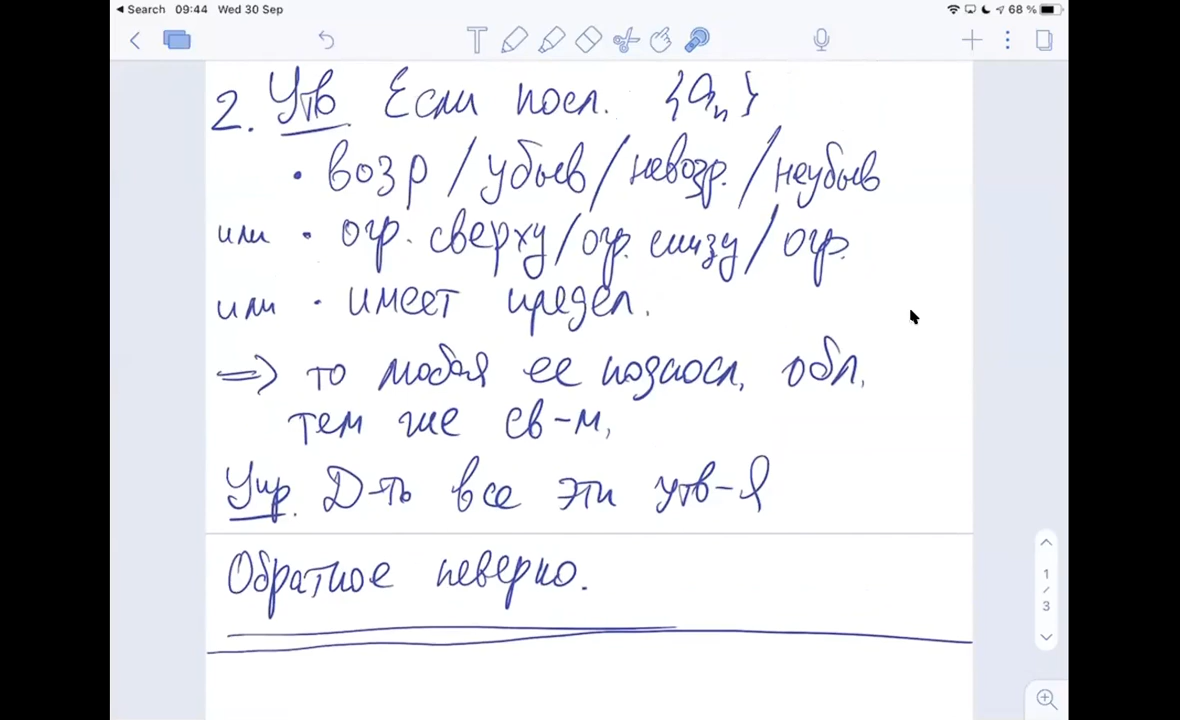 Search 09:44 Wed 30 Sep 68 %
2. Утв Если посл. {aₙ}
• возр / убыв / невозр. / неубыв
или • огр. сверху / огр. снизу / огр.
или • имеет предел.
=> то любая ее подпосл. обл.
тем же св-м,
Упр. Д-ть все эти утв-я
Обратное неверно.
1
/
3